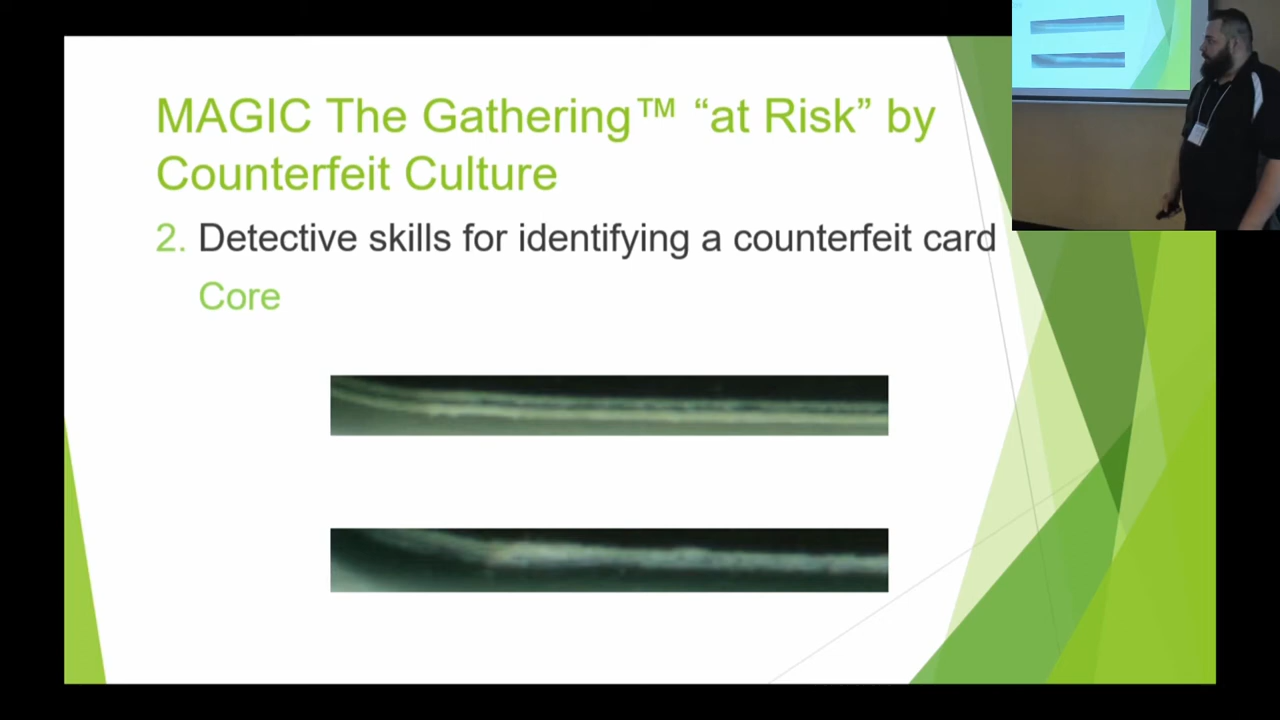 MAGIC The Gathering™ “at Risk” by
Counterfeit Culture
2. Detective skills for identifying a counterfeit card
Core